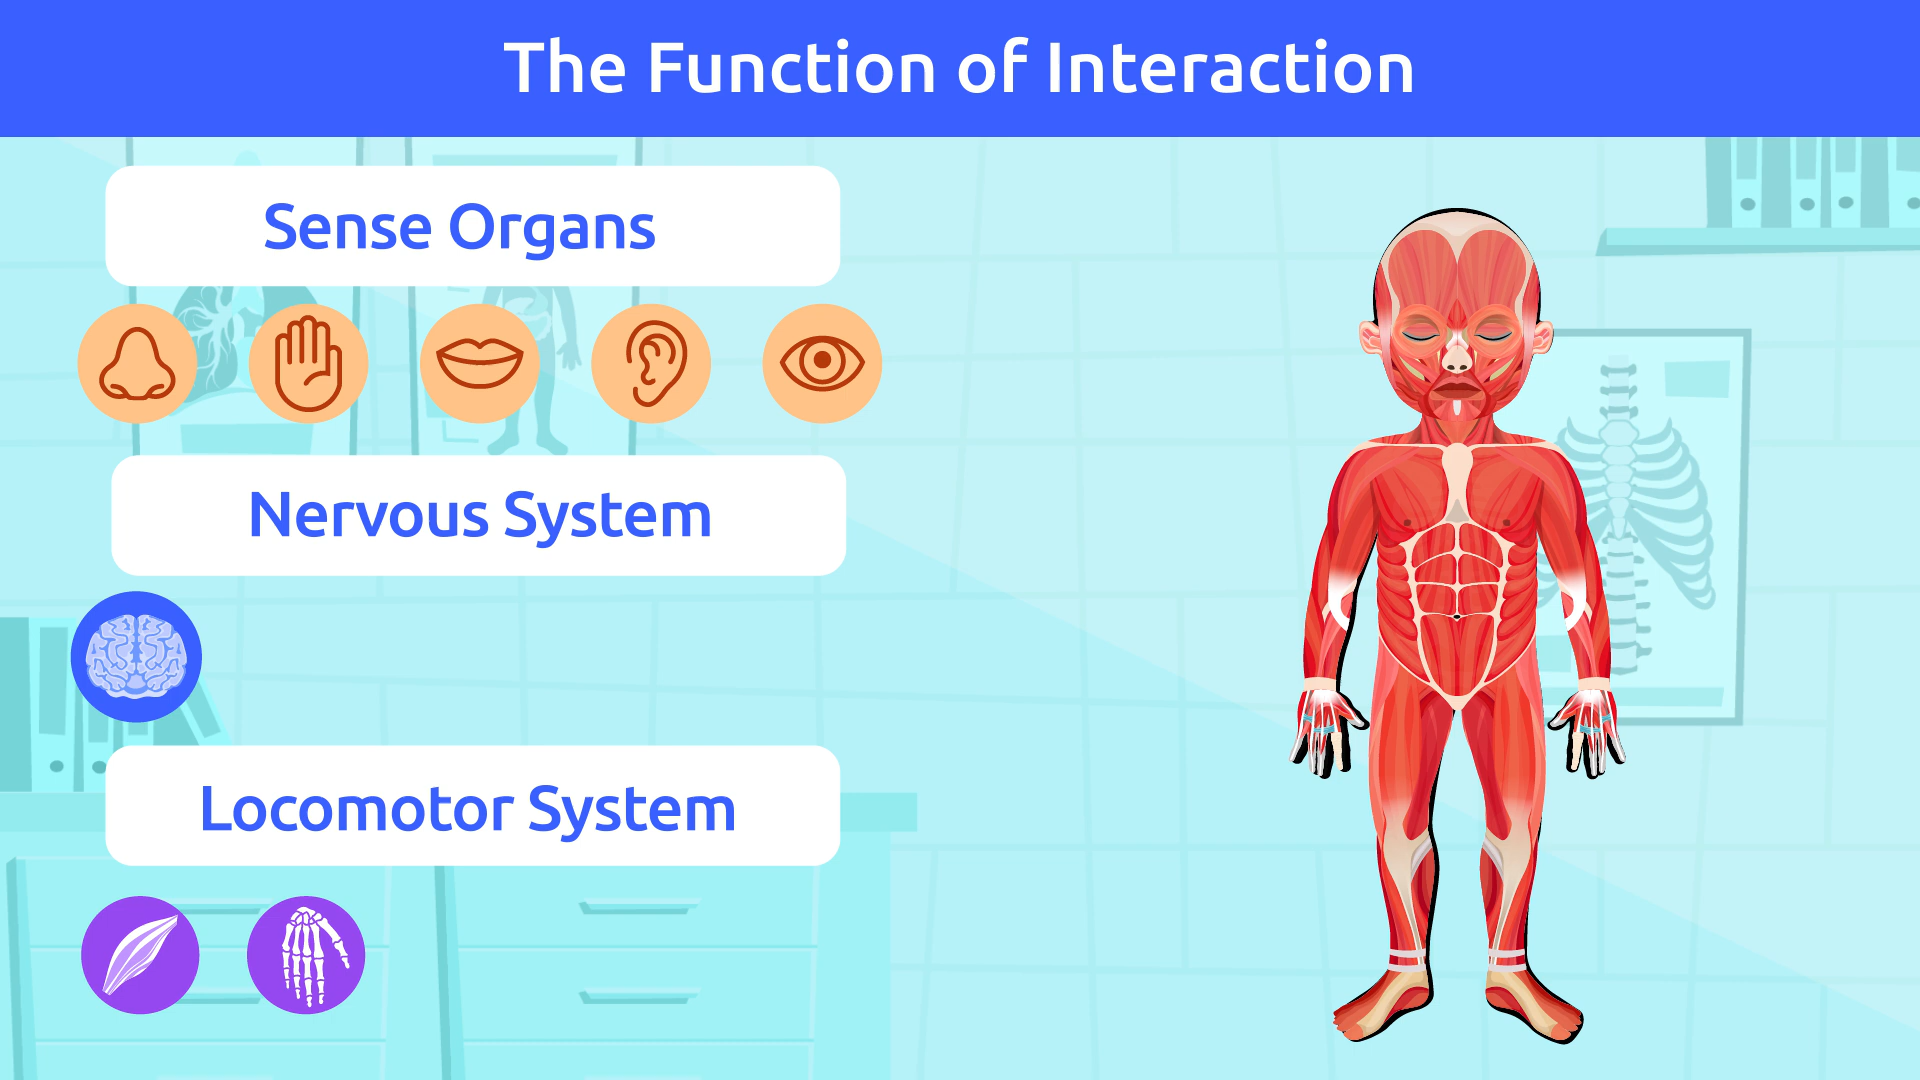 The Function of Interaction
Sense Organs
Nervous System
Locomotor System